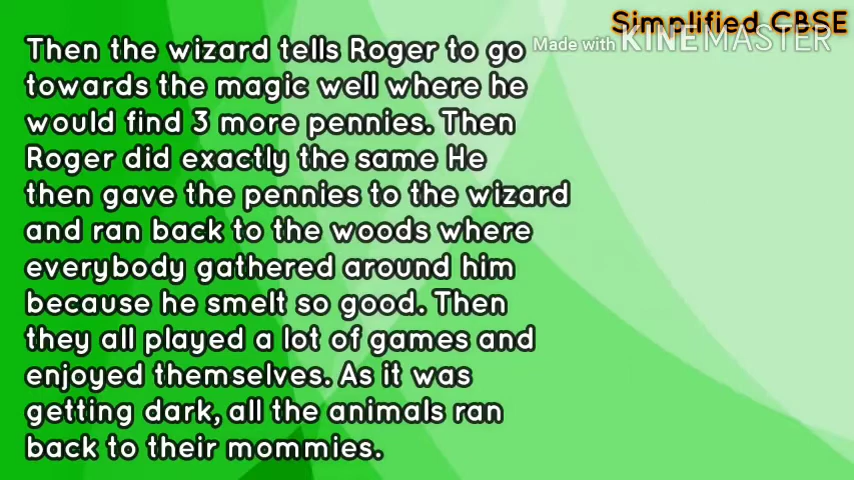 Simplified CBSE
Made with KINEMASTER
Then the wizard tells Roger to go
towards the magic well where he
would find 3 more pennies. Then
Roger did exactly the same He
then gave the pennies to the wizard
and ran back to the woods where
everybody gathered around him
because he smelt so good. Then
they all played a lot of games and
enjoyed themselves. As it was
getting dark, all the animals ran
back to their mommies.